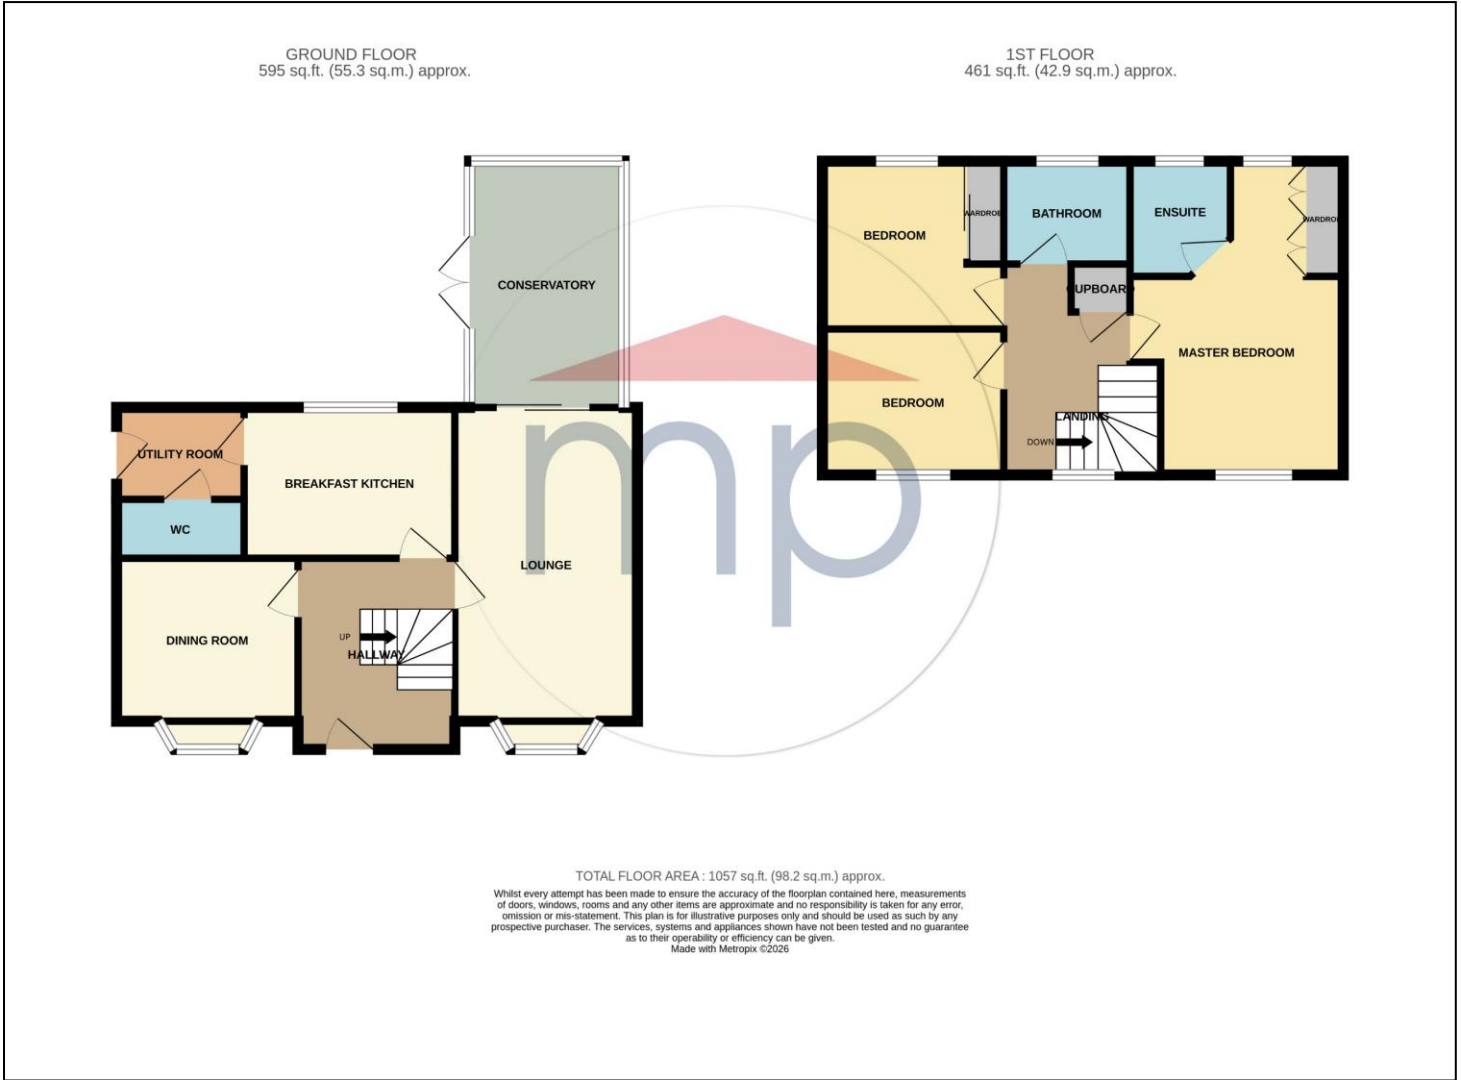 GROUND FLOOR
595 sq.ft. (55.3 sq.m.) approx.
1ST FLOOR
461 sq.ft. (42.9 sq.m.) approx.
CONSERVATORY
UTILITY ROOM
BREAKFAST KITCHEN
WC
LOUNGE
DINING ROOM
UP
HALLWAY
BEDROOM
WARDROBE
BATHROOM
ENSUITE
WARDROBE
CUPBOARD
MASTER BEDROOM
BEDROOM
LANDING
DOWN
mp
TOTAL FLOOR AREA : 1057 sq.ft. (98.2 sq.m.) approx.
Whilst every attempt has been made to ensure the accuracy of the floorplan contained here, measurements
of doors, windows, rooms and any other items are approximate and no responsibility is taken for any error,
omission or mis-statement. This plan is for illustrative purposes only and should be used as such by any
prospective purchaser. The services, systems and appliances shown have not been tested and no guarantee
as to their operability or efficiency can be given.
Made with Metropix ©2026